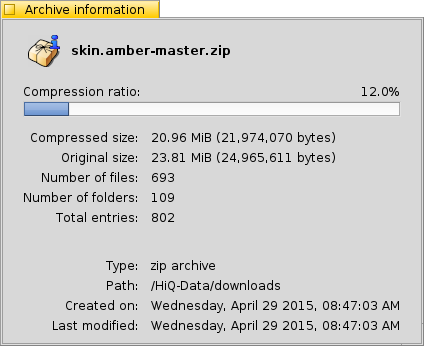 Archive information
skin.amber-master.zip
Compression ratio: 12.0%
Compressed size: 20.96 MiB (21,974,070 bytes)
Original size: 23.81 MiB (24,965,611 bytes)
Number of files: 693
Number of folders: 109
Total entries: 802
Type: zip archive
Path: /HiQ-Data/downloads
Created on: Wednesday, April 29 2015, 08:47:03 AM
Last modified: Wednesday, April 29 2015, 08:47:03 AM